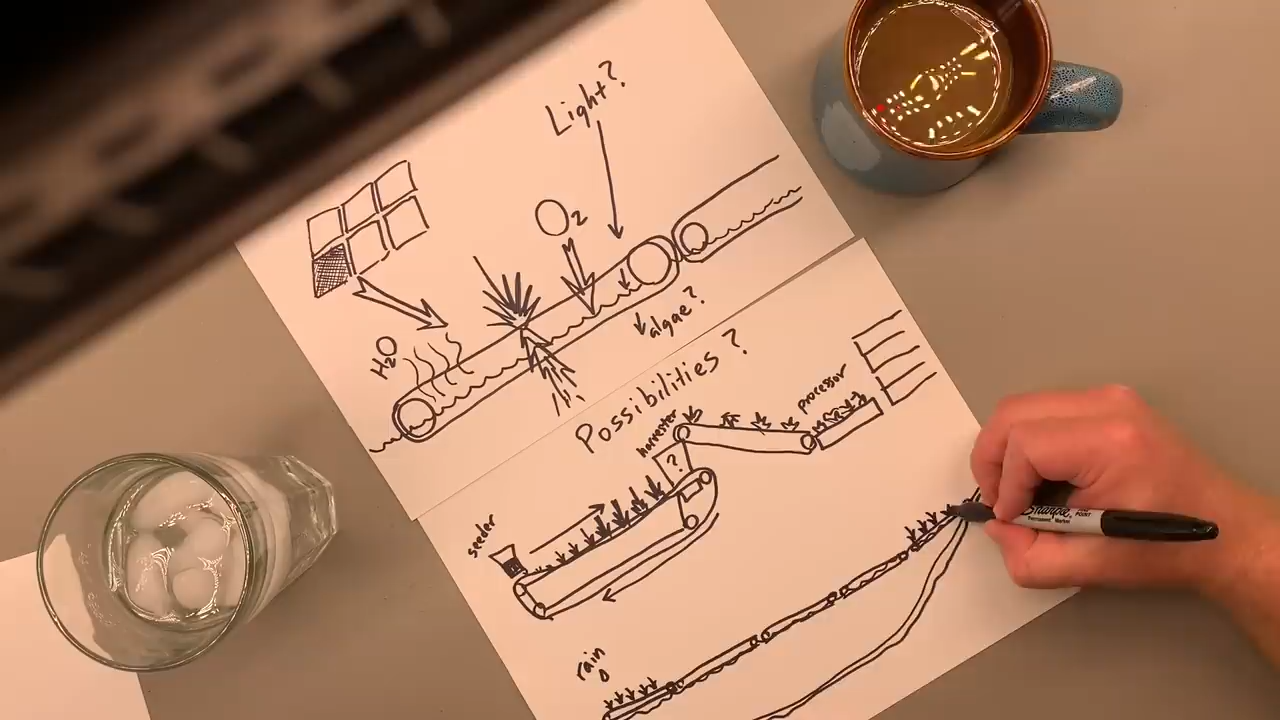 Light?
O2
H2O
algae?
Possibilities?
harvester
processor
?
seeder
rain
Sharpie